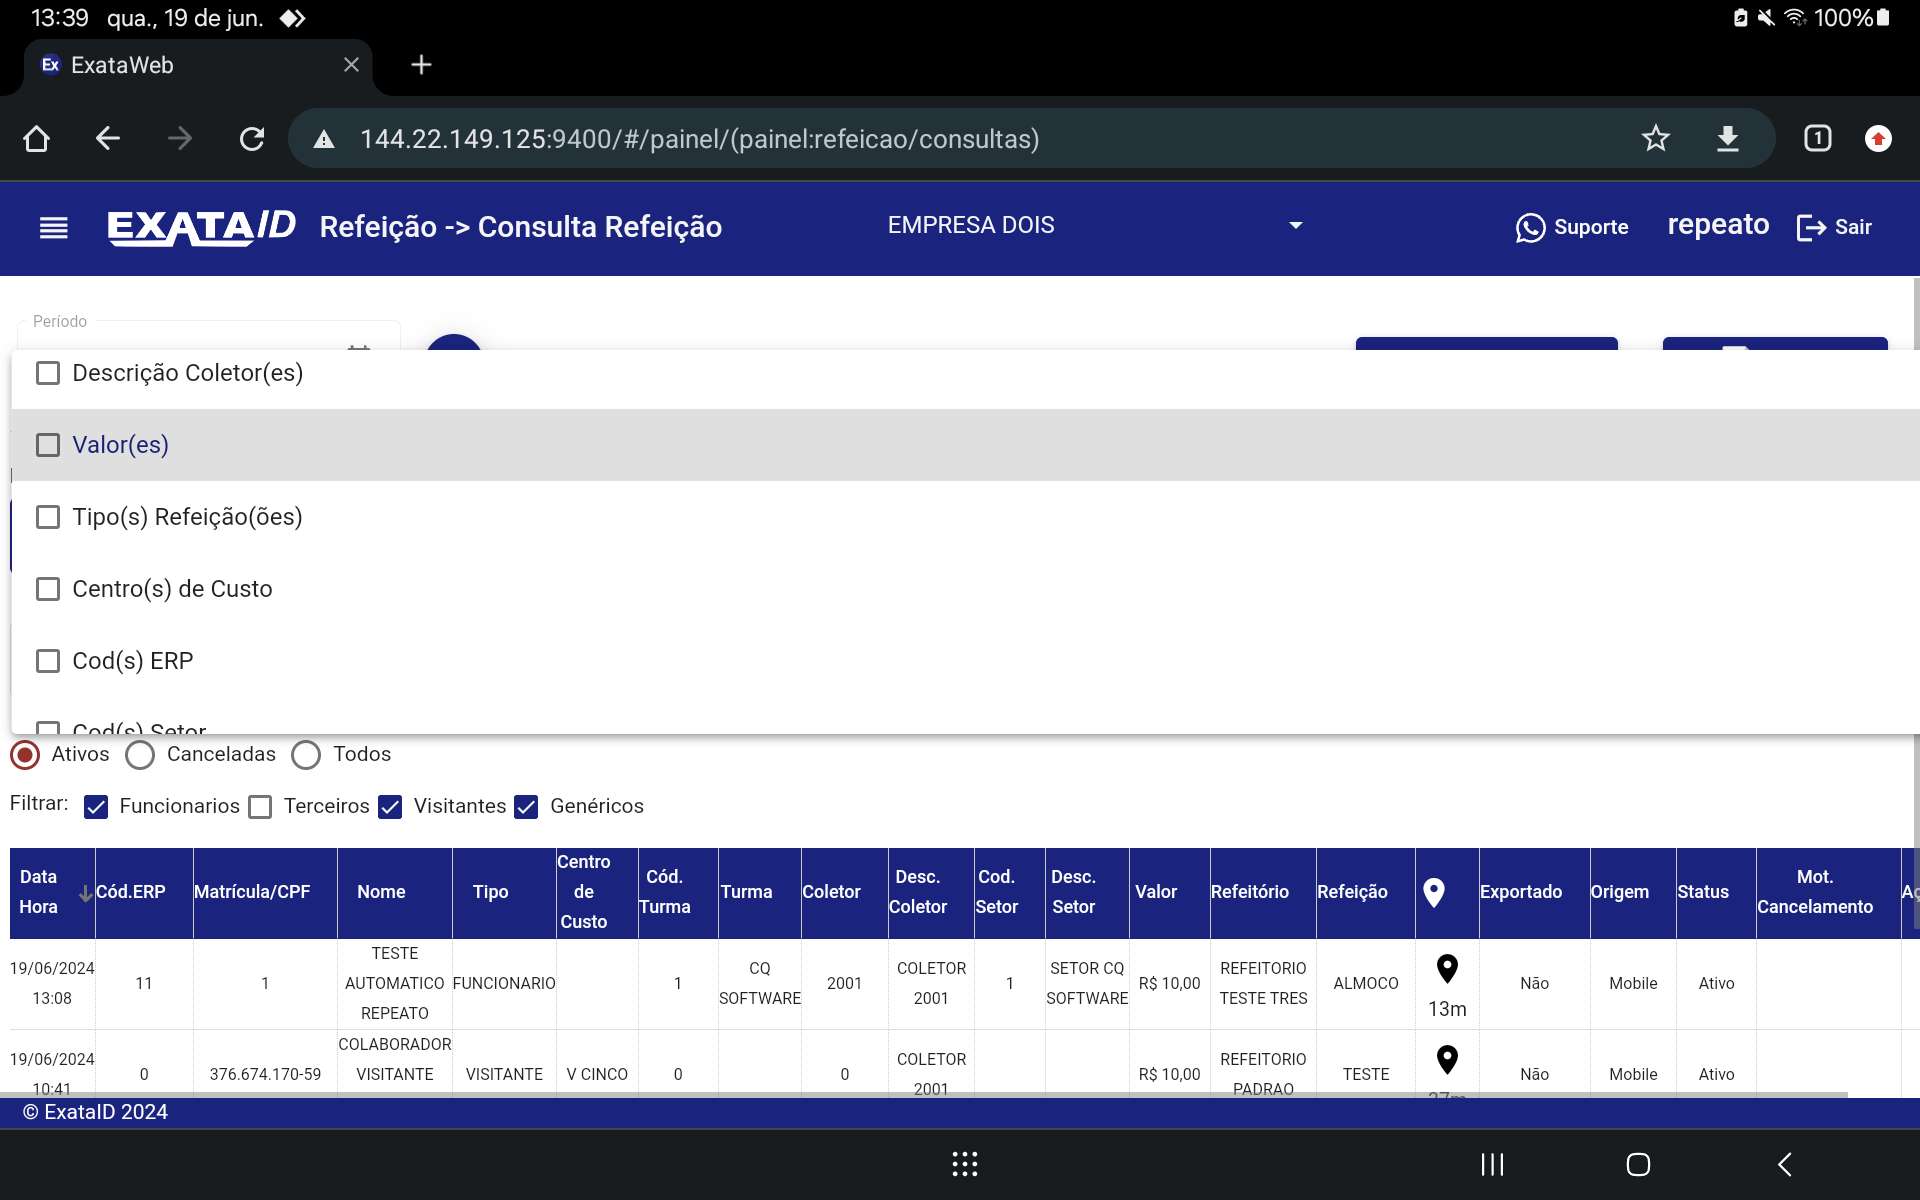 13:39 qua., 19 de jun. 100%
Ex ExataWeb
144.22.149.125:9400/#/painel/(painel:refeicao/consultas) 1
EXATAID Refeição -> Consulta Refeição EMPRESA DOIS Suporte repeato Sair
Período
Descrição Coletor(es)
Valor(es)
Tipo(s) Refeição(ões)
Centro(s) de Custo
Cod(s) ERP
Cod(s) Setor
Ativos Canceladas Todos
Filtrar: Funcionarios Terceiros Visitantes Genéricos
Data Hora Cód.ERP Matrícula/CPF Nome Tipo Centro de Custo Cód. Turma Turma Coletor Desc. Coletor Cod. Setor Desc. Setor Valor Refeitório Refeição Exportado Origem Status Mot. Cancelamento
19/06/2024 13:08 11 1 TESTE AUTOMATICO REPEATO FUNCIONARIO 1 CQ SOFTWARE 2001 COLETOR 2001 1 SETOR CQ SOFTWARE R$ 10,00 REFEITORIO TESTE TRES ALMOCO 13m Não Mobile Ativo
19/06/2024 10:41 0 376.674.170-59 COLABORADOR VISITANTE VISITANTE V CINCO 0 0 COLETOR 2001 R$ 10,00 REFEITORIO PADRAO TESTE Não Mobile Ativo
© ExataID 2024